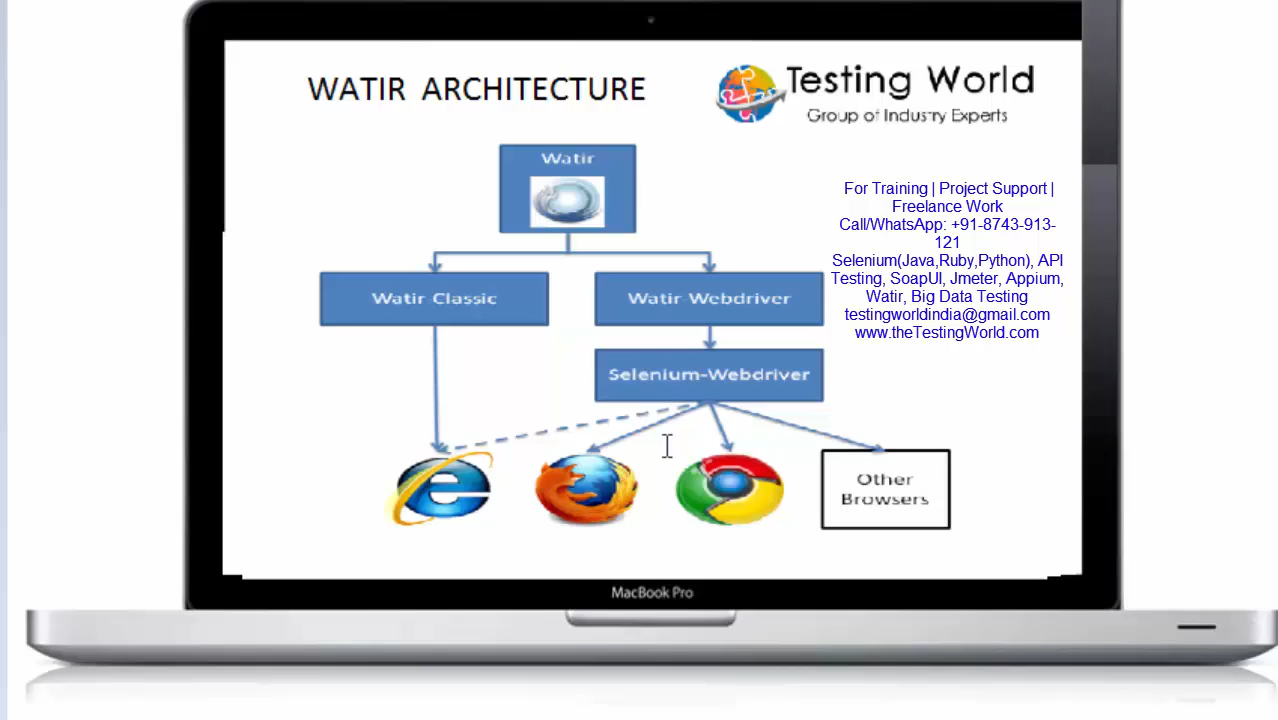 WATIR ARCHITECTURE
Testing World
Group of Industry Experts
Watir
For Training | Project Support |
Freelance Work
Call/WhatsApp: +91-8743-913-
121
Selenium(Java,Ruby,Python), API
Testing, SoapUI, Jmeter, Appium,
Watir, Big Data Testing
testingworldindia@gmail.com
www.theTestingWorld.com
Watir Classic
Watir Webdriver
Selenium-Webdriver
Other
Browsers
MacBook Pro